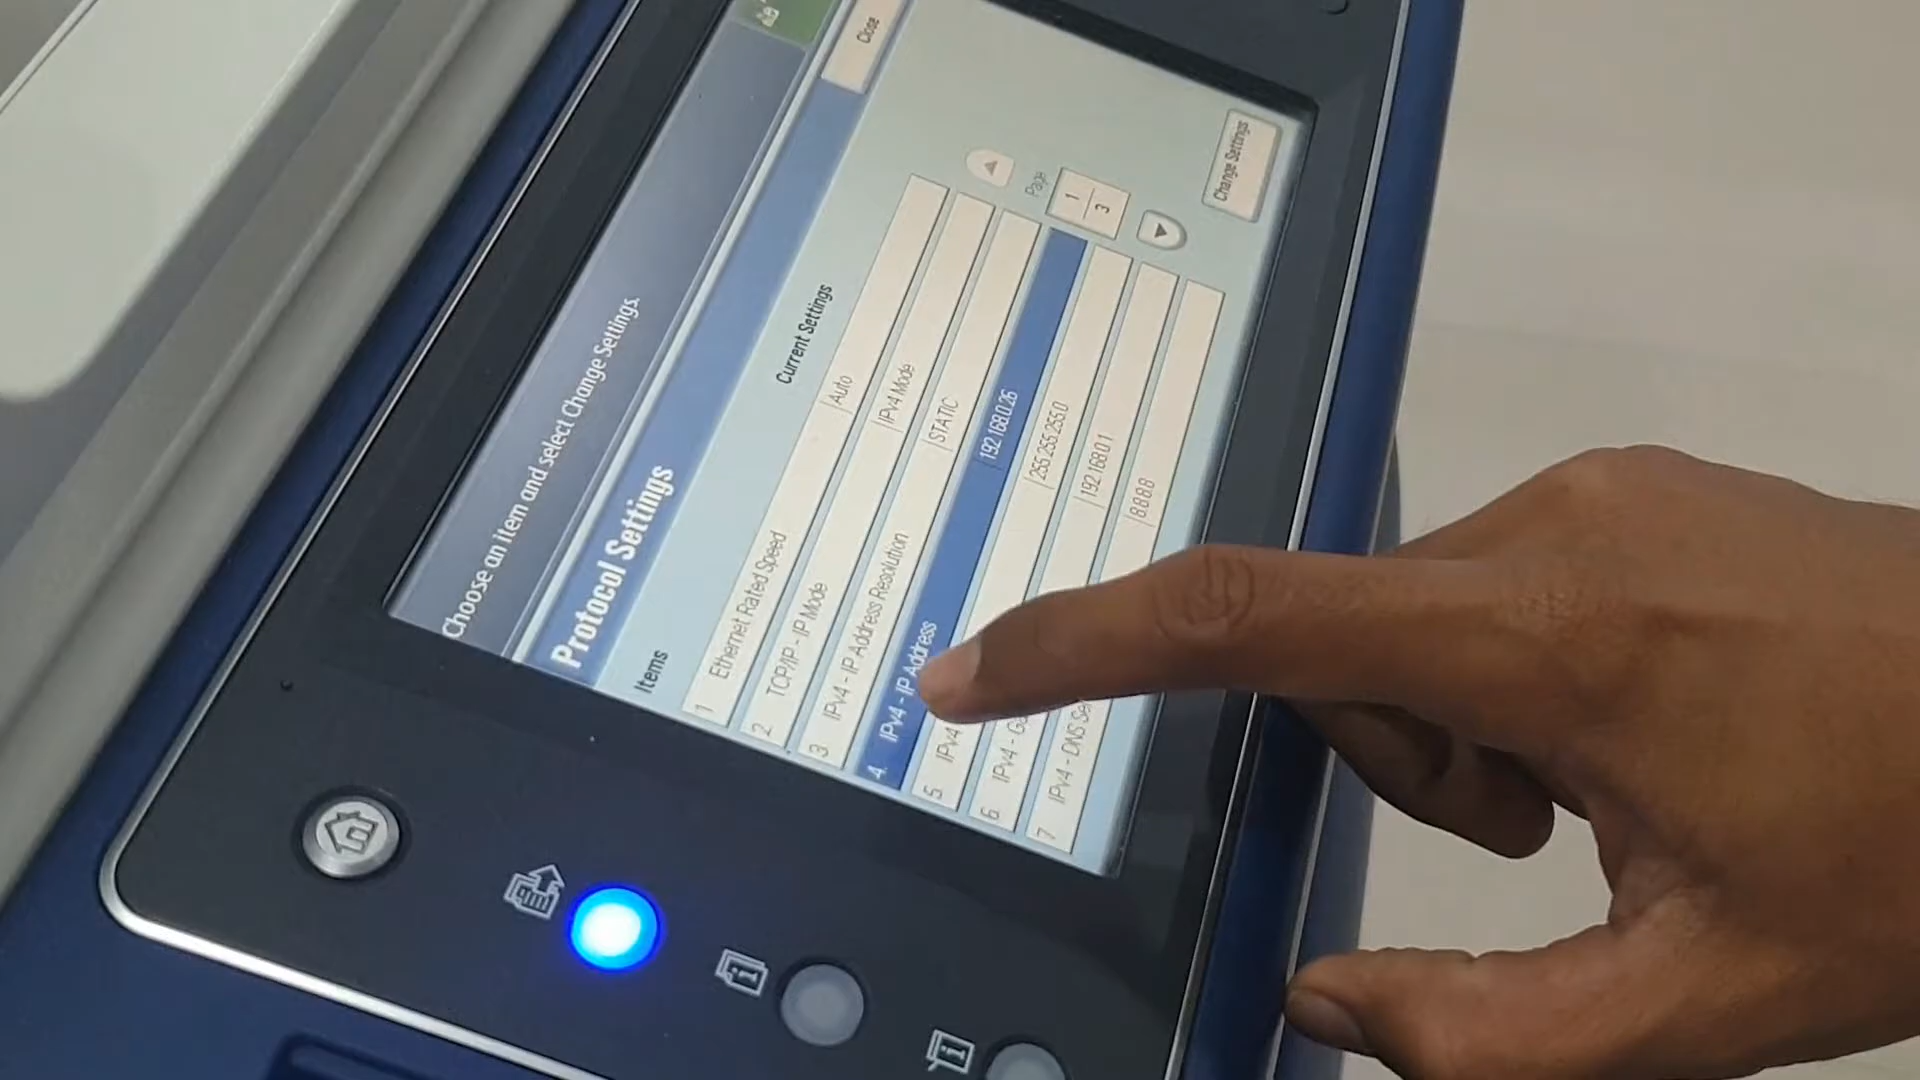 Choose an item and select Change Settings.
Protocol Settings
Close
Items
Current Settings
1 Ethernet Rated Speed Auto
2 TCP/IP - IP Mode IPv4 Mode
3 IPv4 - IP Address Resolution STATIC
4 IPv4 - IP Address 192.168.0.26
5 IPv4 255.255.255.0
6 IPv4 - 192.168.0.1
7 IPv4 - DNS 8.8.8.8
Page
1
3
Change Settings